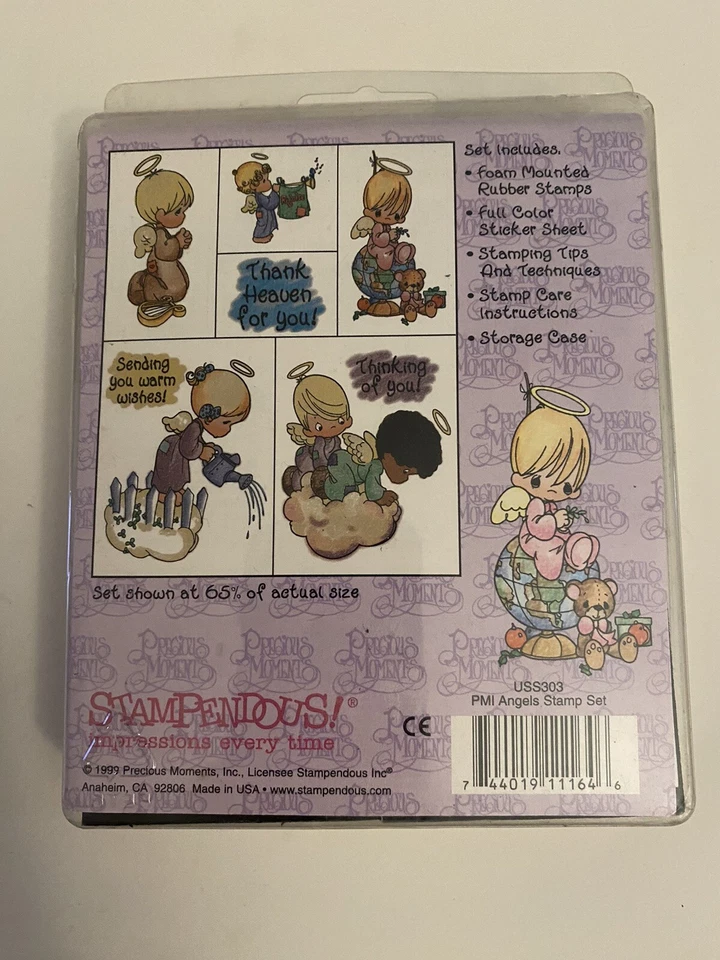 Set Includes:
• Foam Mounted
Rubber Stamps
• Full Color
Sticker Sheet
• Stamping Tips
And Techniques
• Stamp Care
Instructions
• Storage Case
Thank
Heaven
for you!
Sending
you warm
wishes!
Thinking
of you!
Set shown at 65% of actual size
PRECIOUS
MOMENTS
STAMPENDOUS!®
impressions every time
CE
USS303
PMI Angels Stamp Set
© 1999 Precious Moments, Inc., Licensee Stampendous Inc®
Anaheim, CA 92806 Made in USA • www.stampendous.com
7 44019 11164 6